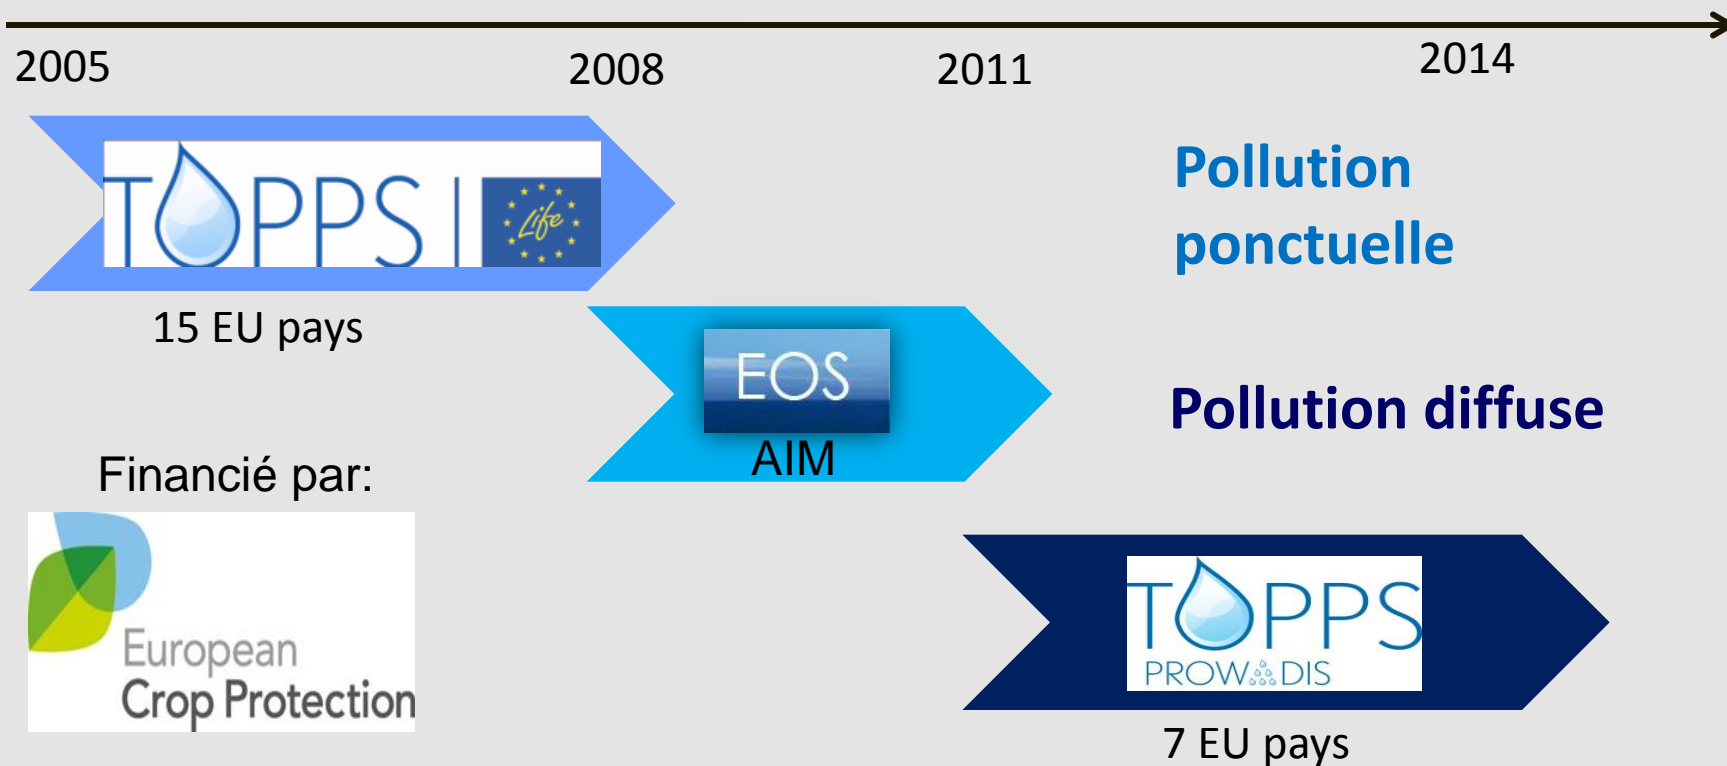 2005
2008
2011
2014
TOPPS
Life
15 EU pays
Pollution
ponctuelle
EOS
AIM
Pollution diffuse
Financié par:
European
Crop Protection
TOPPS
PROWADIS
7 EU pays